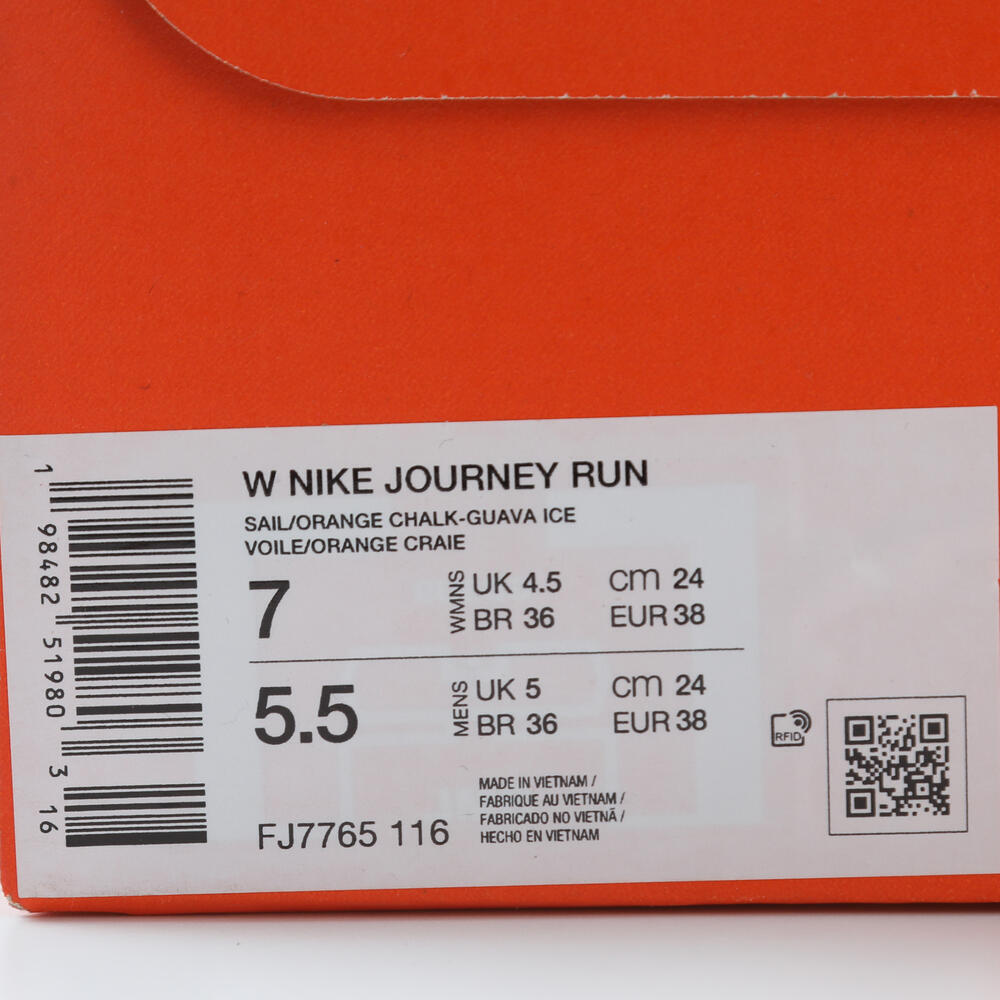 W NIKE JOURNEY RUN
SAIL/ORANGE CHALK-GUAVA ICE
VOILE/ORANGE CRAIE
7
WMNS
UK 4.5 cm 24
BR 36 EUR 38
5.5
MENS
UK 5 cm 24
BR 36 EUR 38
FJ7765 116
MADE IN VIETNAM /
FABRIQUE AU VIETNAM /
FABRICADO NO VIETNÃ /
HECHO EN VIETNAM
RFID
1 98482 51980 3 16